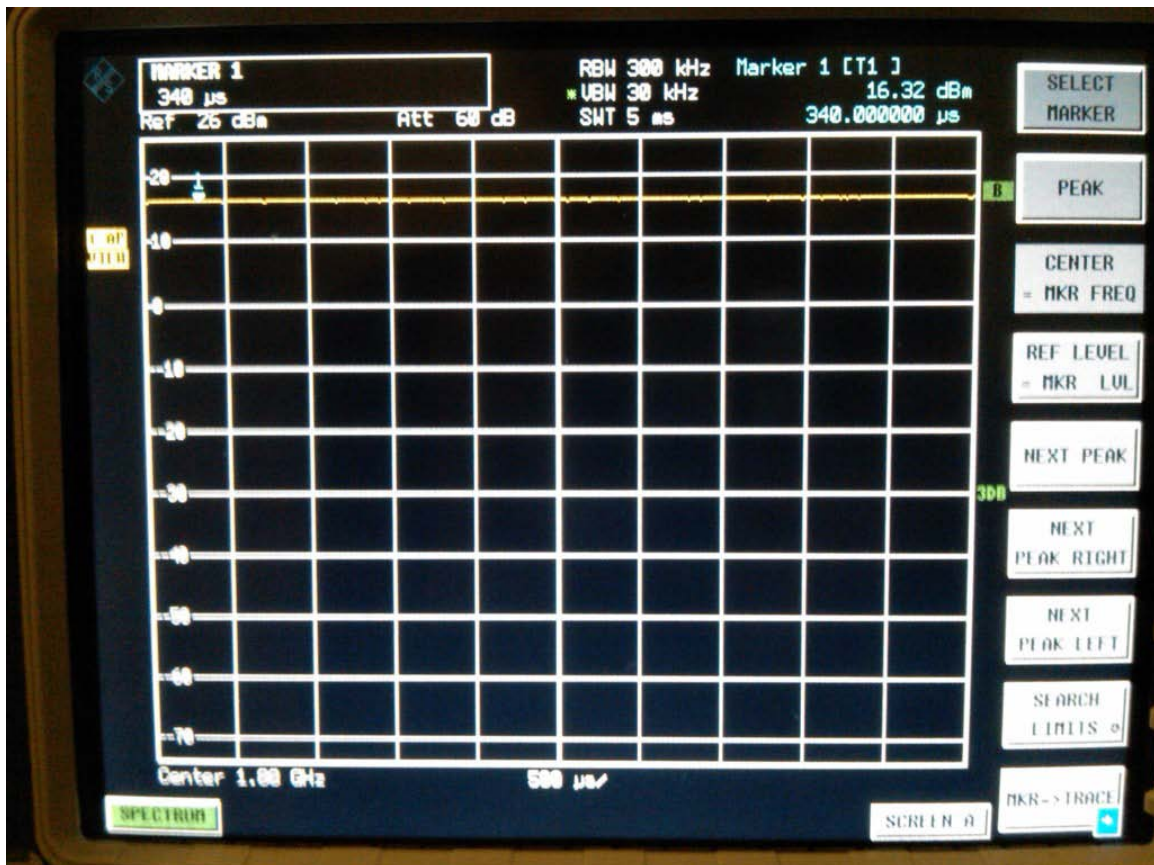 MARKER 1
340 µs
RBW 300 kHz
*VBW 30 kHz
SWT 5 ms
Marker 1 [T1 ]
16.32 dBm
340.000000 µs
Ref 26 dBm
Att 60 dB
20
1
10
0
-10
-20
-30
-40
-50
-60
-70
B
3DB
VIEW
Center 1.00 GHz
500 µs/
SPECTRUM
SCREEN A
SELECT
MARKER
PEAK
CENTER
= MKR FREQ
REF LEVEL
= MKR LVL
NEXT PEAK
NEXT
PEAK RIGHT
NEXT
PEAK LEFT
SEARCH
LIMITS
MKR->TRACE